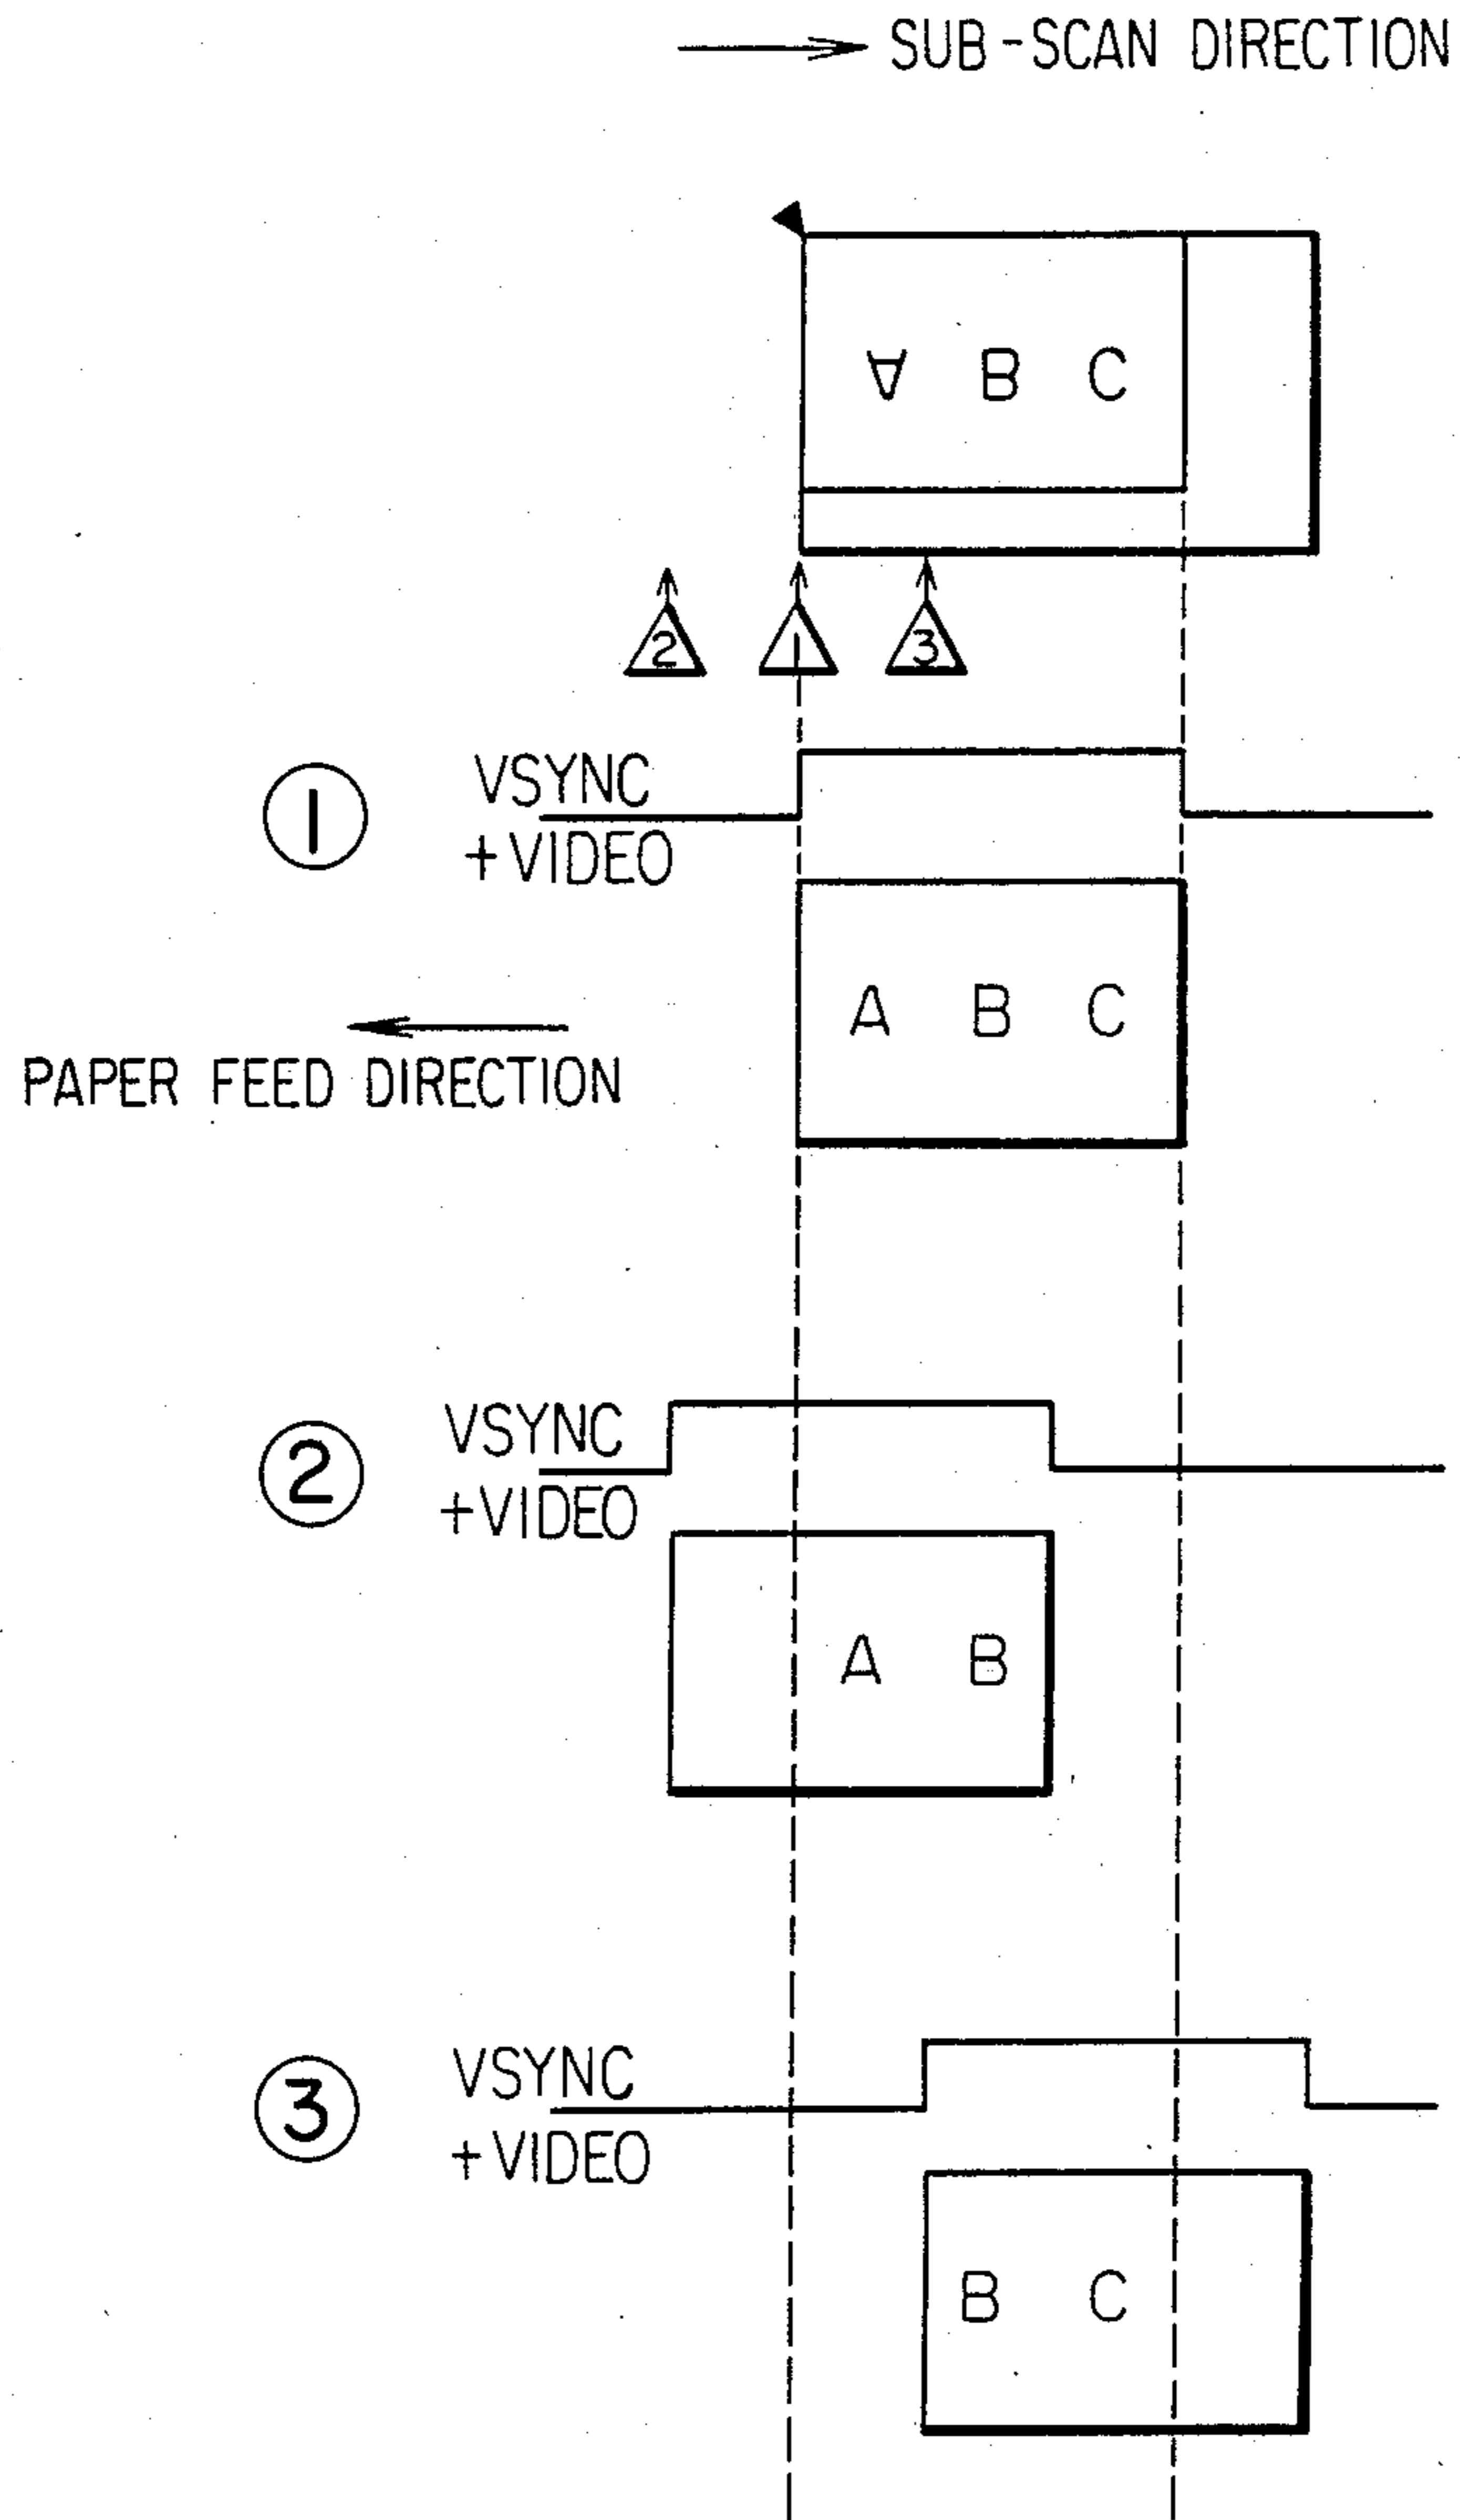 SUB-SCAN DIRECTION
∀ B C
2 1 3
1 VSYNC
+VIDEO
A B C
PAPER FEED DIRECTION
2 VSYNC
+VIDEO
A B
3 VSYNC
+VIDEO
B C